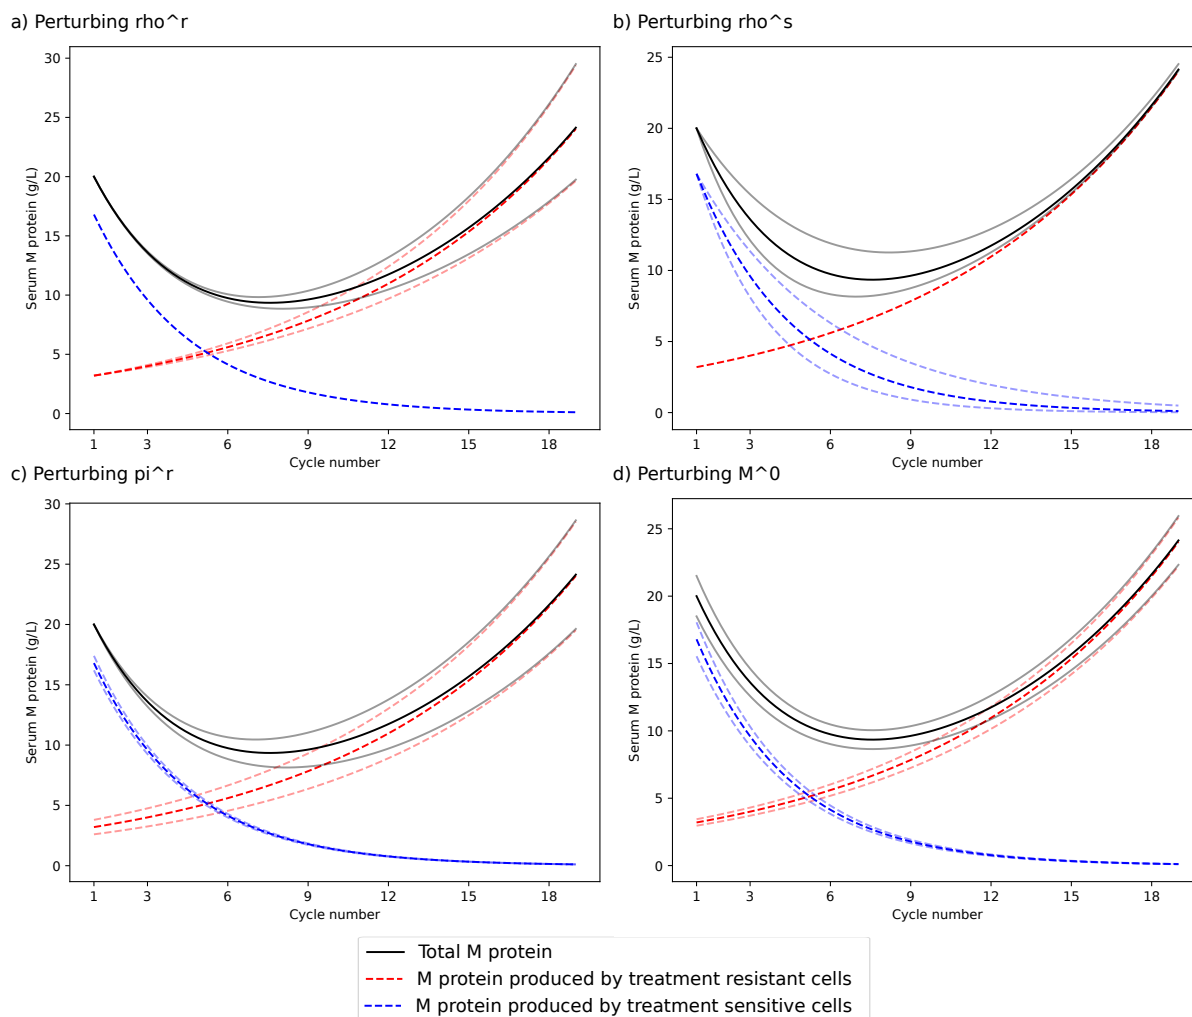 a) Perturbing rho^r
b) Perturbing rho^s
30
25
20
15
10
5
0
Serum M protein (g/L)
1 3 6 9 12 15 18
Cycle number
25
20
15
10
5
0
Serum M protein (g/L)
1 3 6 9 12 15 18
Cycle number
c) Perturbing pi^r
d) Perturbing M^0
30
25
20
15
10
5
0
Serum M protein (g/L)
1 3 6 9 12 15 18
Cycle number
25
20
15
10
5
0
Serum M protein (g/L)
1 3 6 9 12 15 18
Cycle number
Total M protein
M protein produced by treatment resistant cells
M protein produced by treatment sensitive cells